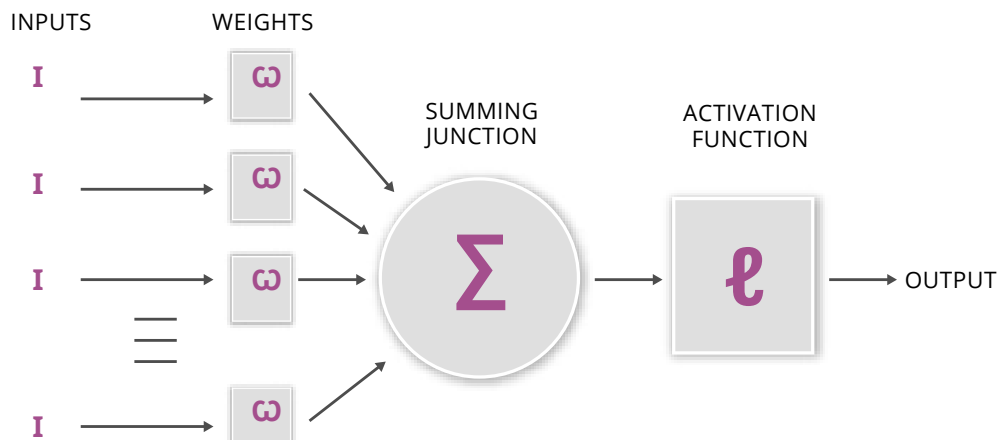 INPUTS
WEIGHTS
I
ω
SUMMING
JUNCTION
ACTIVATION
FUNCTION
I
ω
I
ω
Σ
ℓ
OUTPUT
I
ω